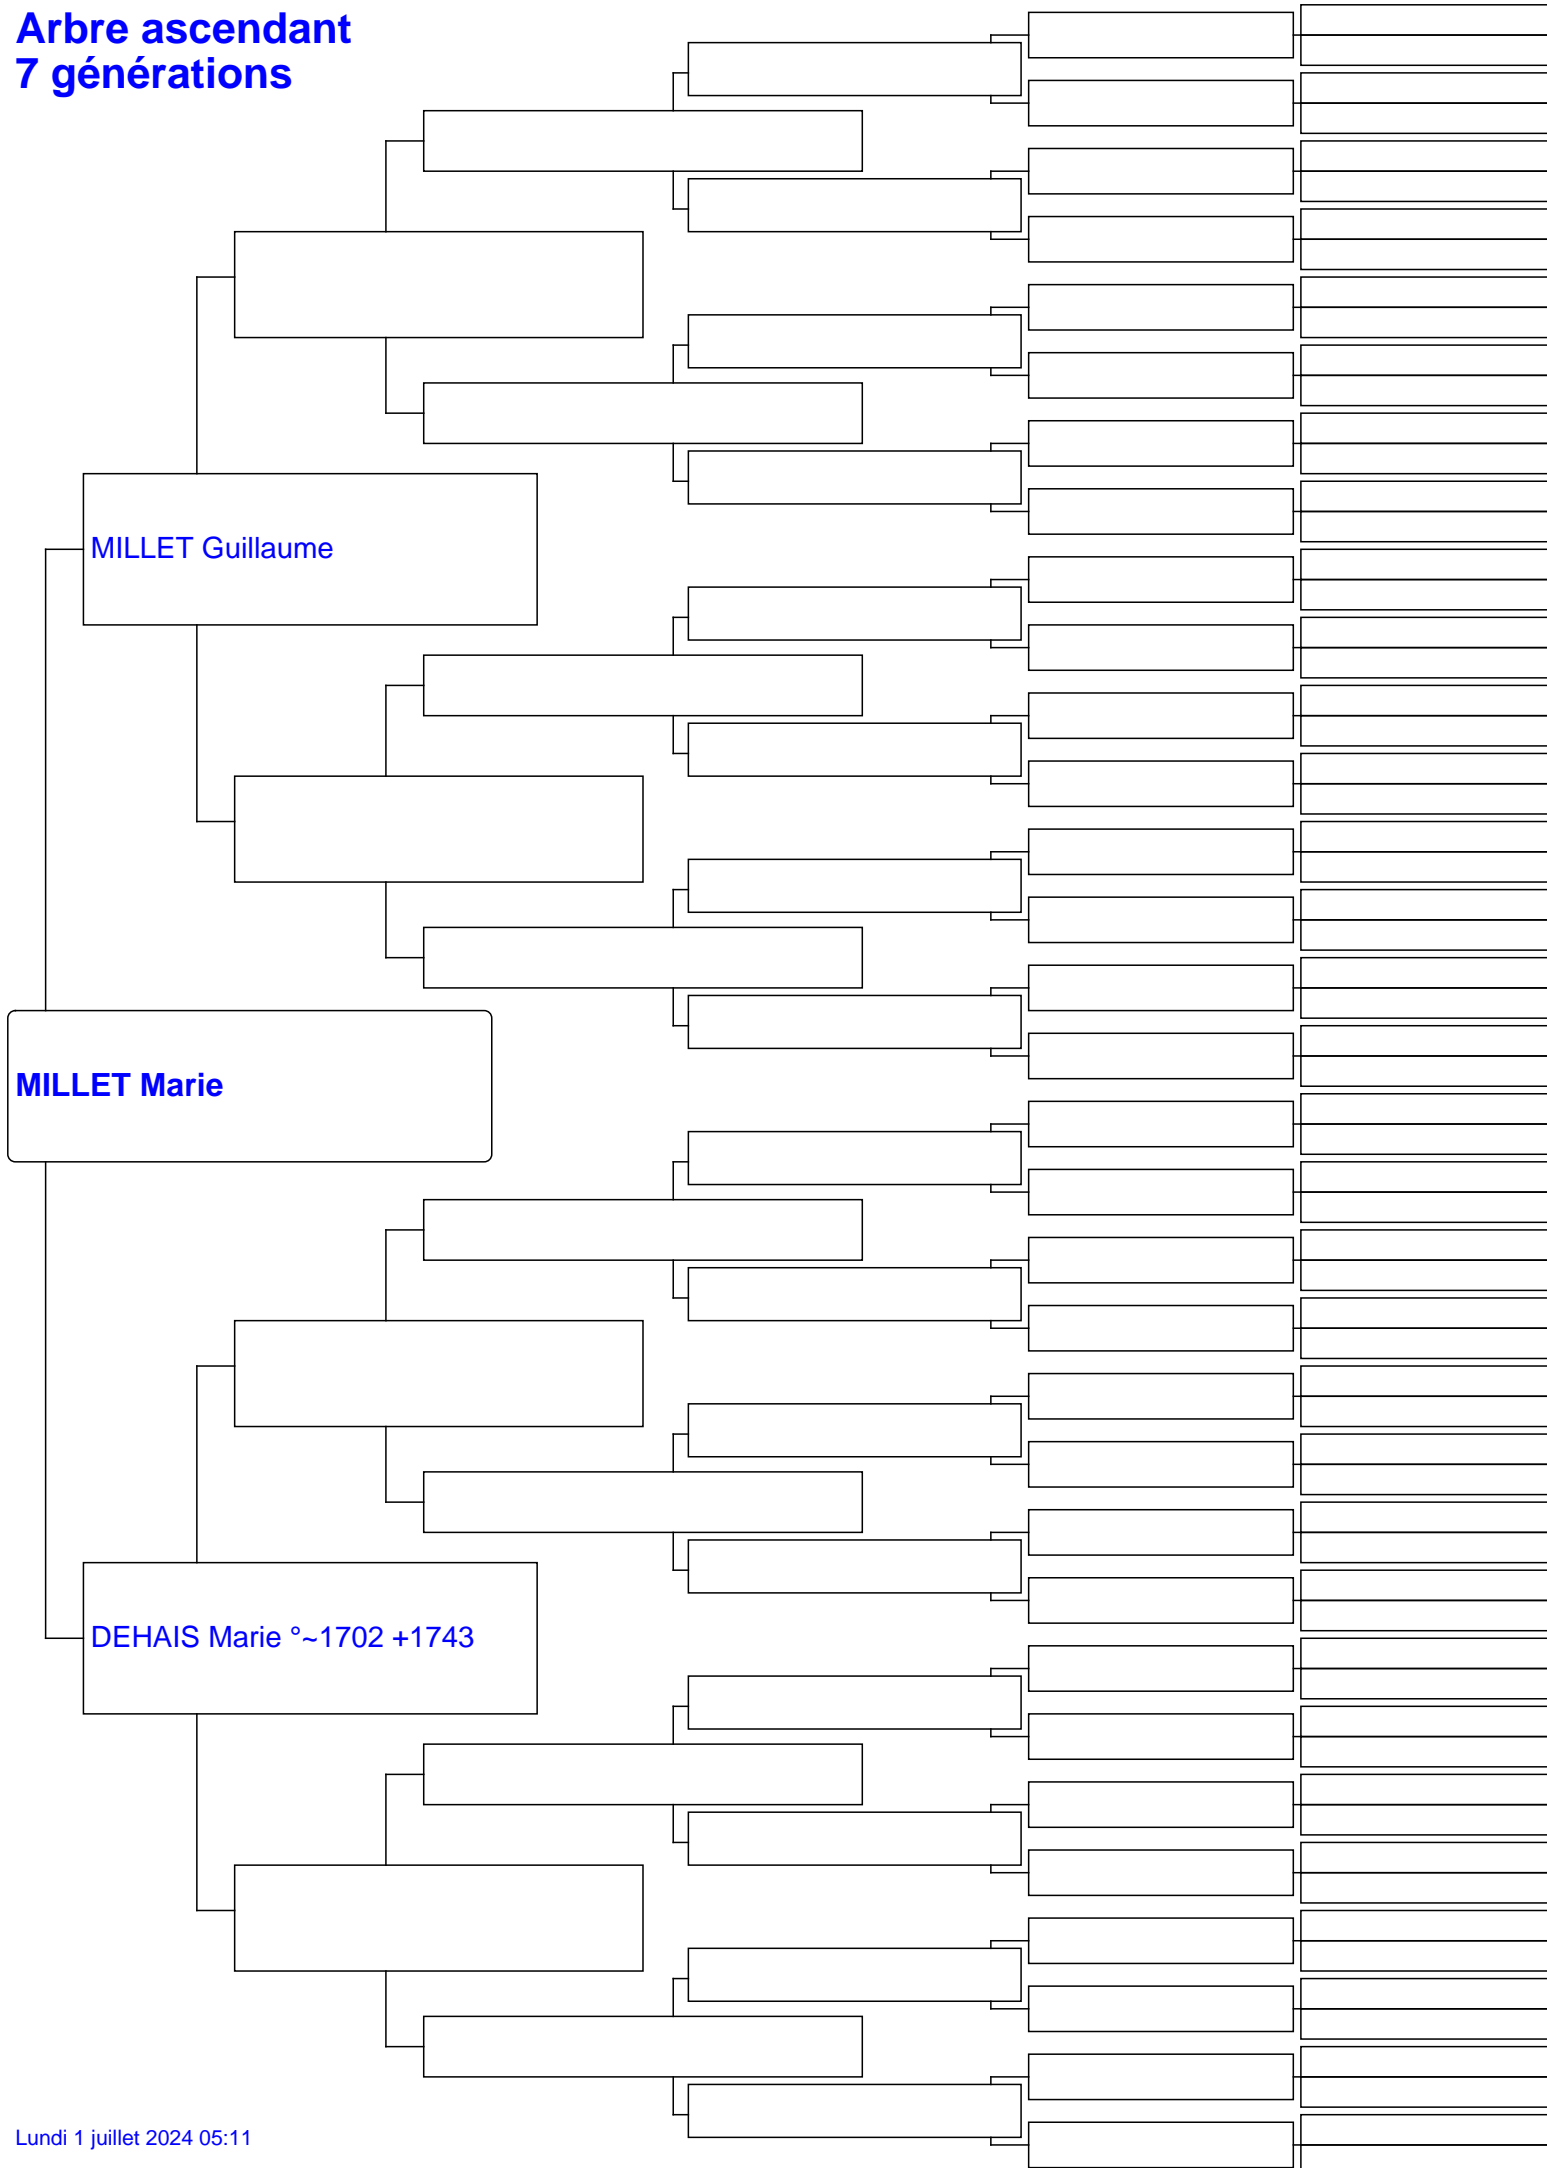 Arbre ascendant
7 générations
MILLET Guillaume
MILLET Marie
DEHAIS Marie °~1702 +1743
Lundi 1 juillet 2024 05:11